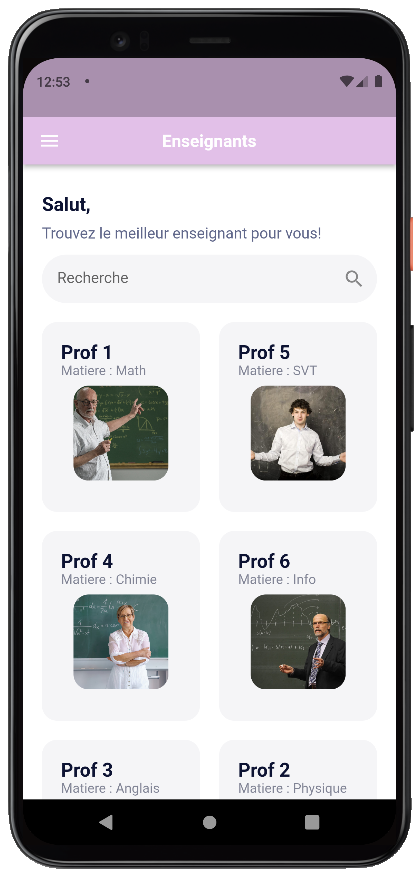 12:53
Enseignants
Salut,
Trouvez le meilleur enseignant pour vous!
Recherche
Prof 1
Matiere : Math
Prof 5
Matiere : SVT
Prof 4
Matiere : Chimie
Prof 6
Matiere : Info
Prof 3
Matiere : Anglais
Prof 2
Matiere : Physique